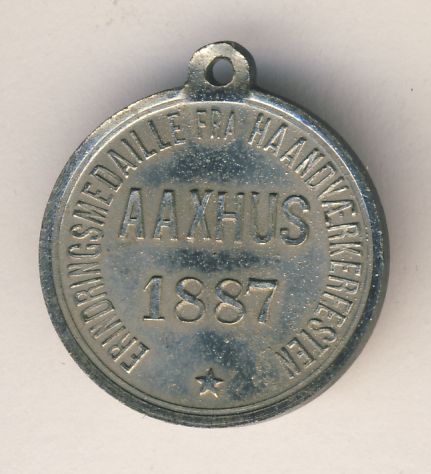 ERINDRINGSMEDAILLE FRA HAANDVÆRKERFESTEN
AAXHUS
1887